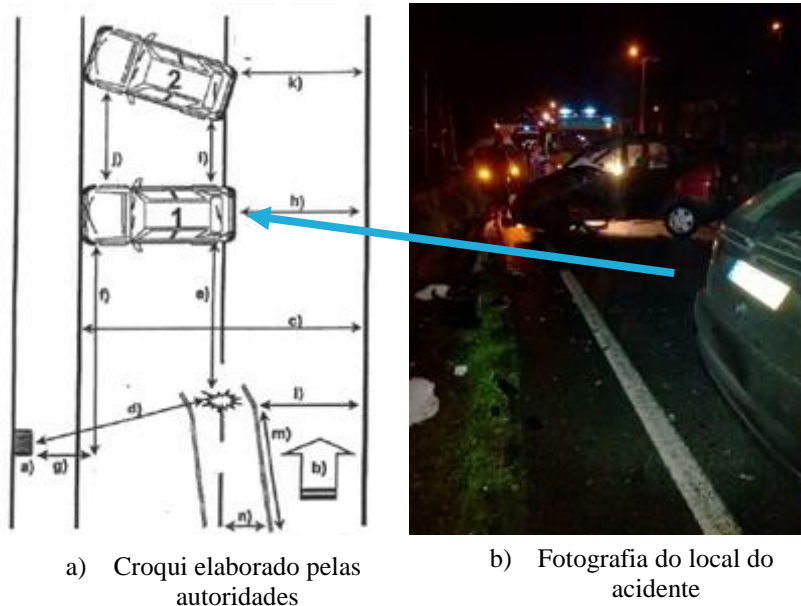 2
k)
j)
i)
1
h)
f)
e)
c)
d)
l)
m)
a)
g)
b)
n)
a) Croqui elaborado pelas
autoridades
b) Fotografia do local do
acidente